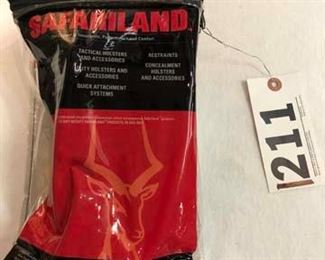 SAFARILAND
TACTICAL HOLSTERS
AND ACCESSORIES
DUTY HOLSTERS AND
ACCESSORIES
QUICK ATTACHMENT
SYSTEMS
RESTRAINTS
CONCEALMENT
HOLSTERS
AND ACCESSORIES
211